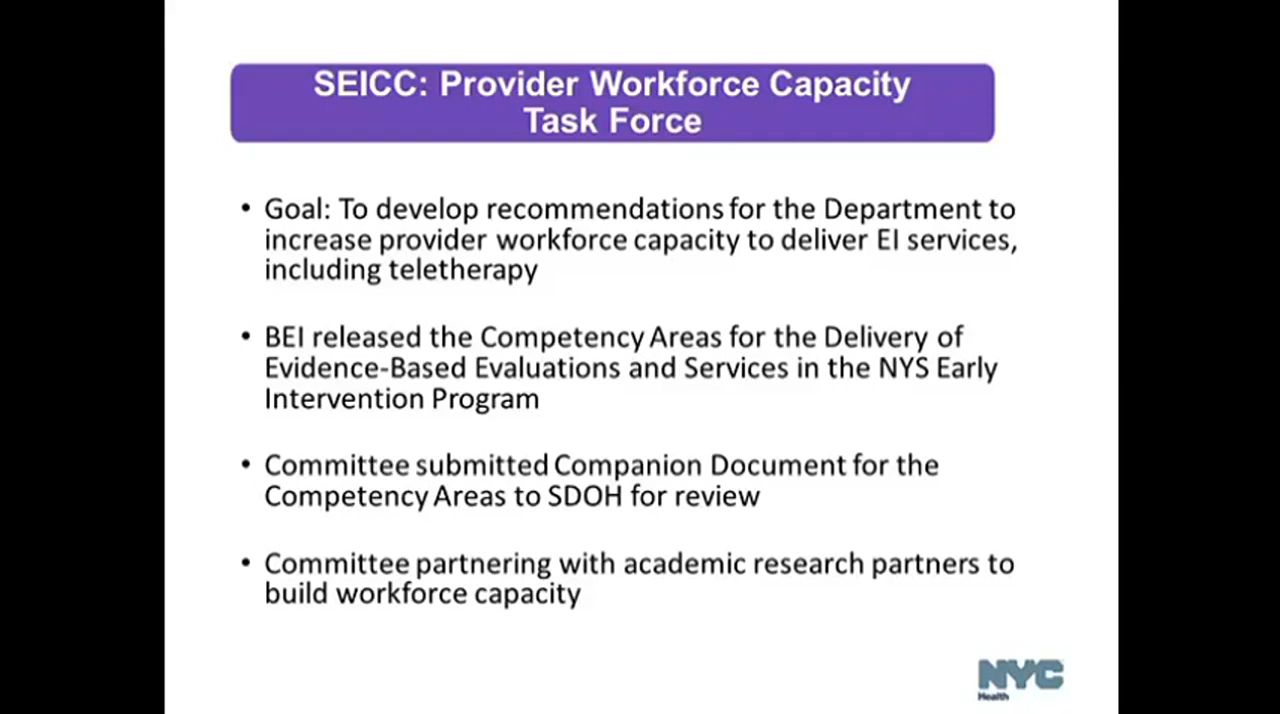 SEICC: Provider Workforce Capacity
Task Force
• Goal: To develop recommendations for the Department to
increase provider workforce capacity to deliver EI services,
including teletherapy
• BEI released the Competency Areas for the Delivery of
Evidence-Based Evaluations and Services in the NYS Early
Intervention Program
• Committee submitted Companion Document for the
Competency Areas to SDOH for review
• Committee partnering with academic research partners to
build workforce capacity
NYC
Health